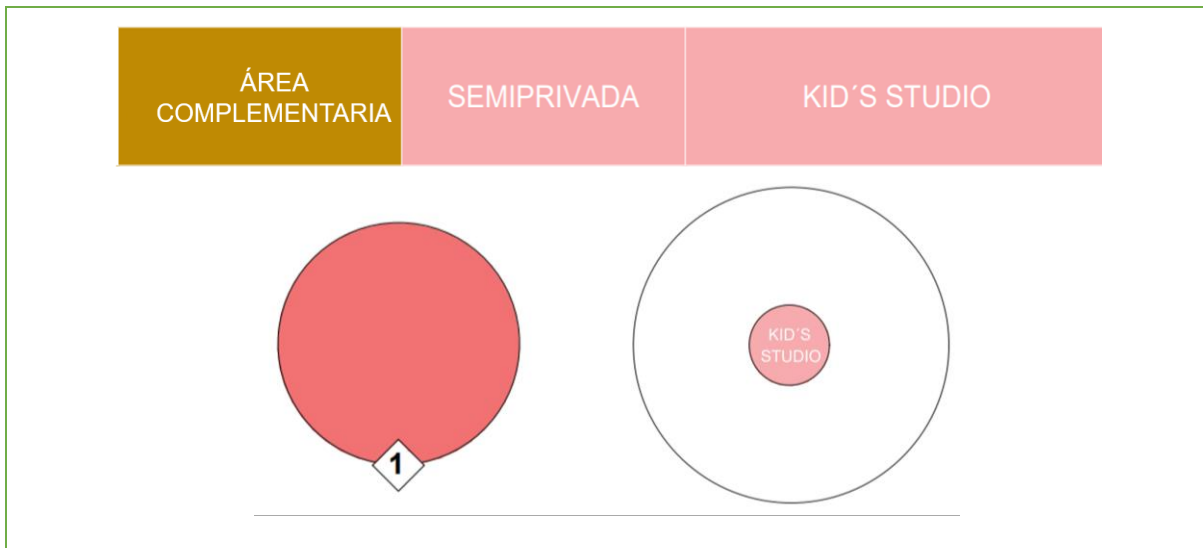 ÁREA
COMPLEMENTARIA
SEMIPRIVADA
KID´S STUDIO
KID´S
STUDIO
1